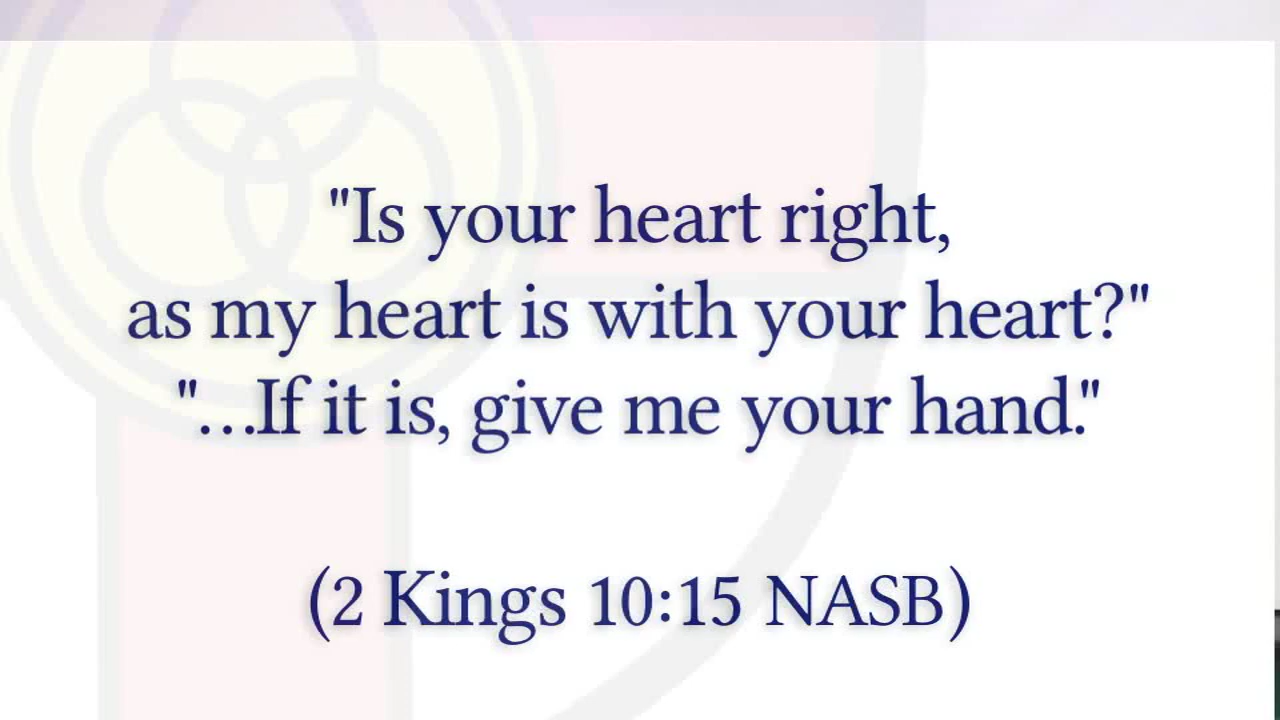 "Is your heart right,
as my heart is with your heart?"
"...If it is, give me your hand."
(2 Kings 10:15 NASB)